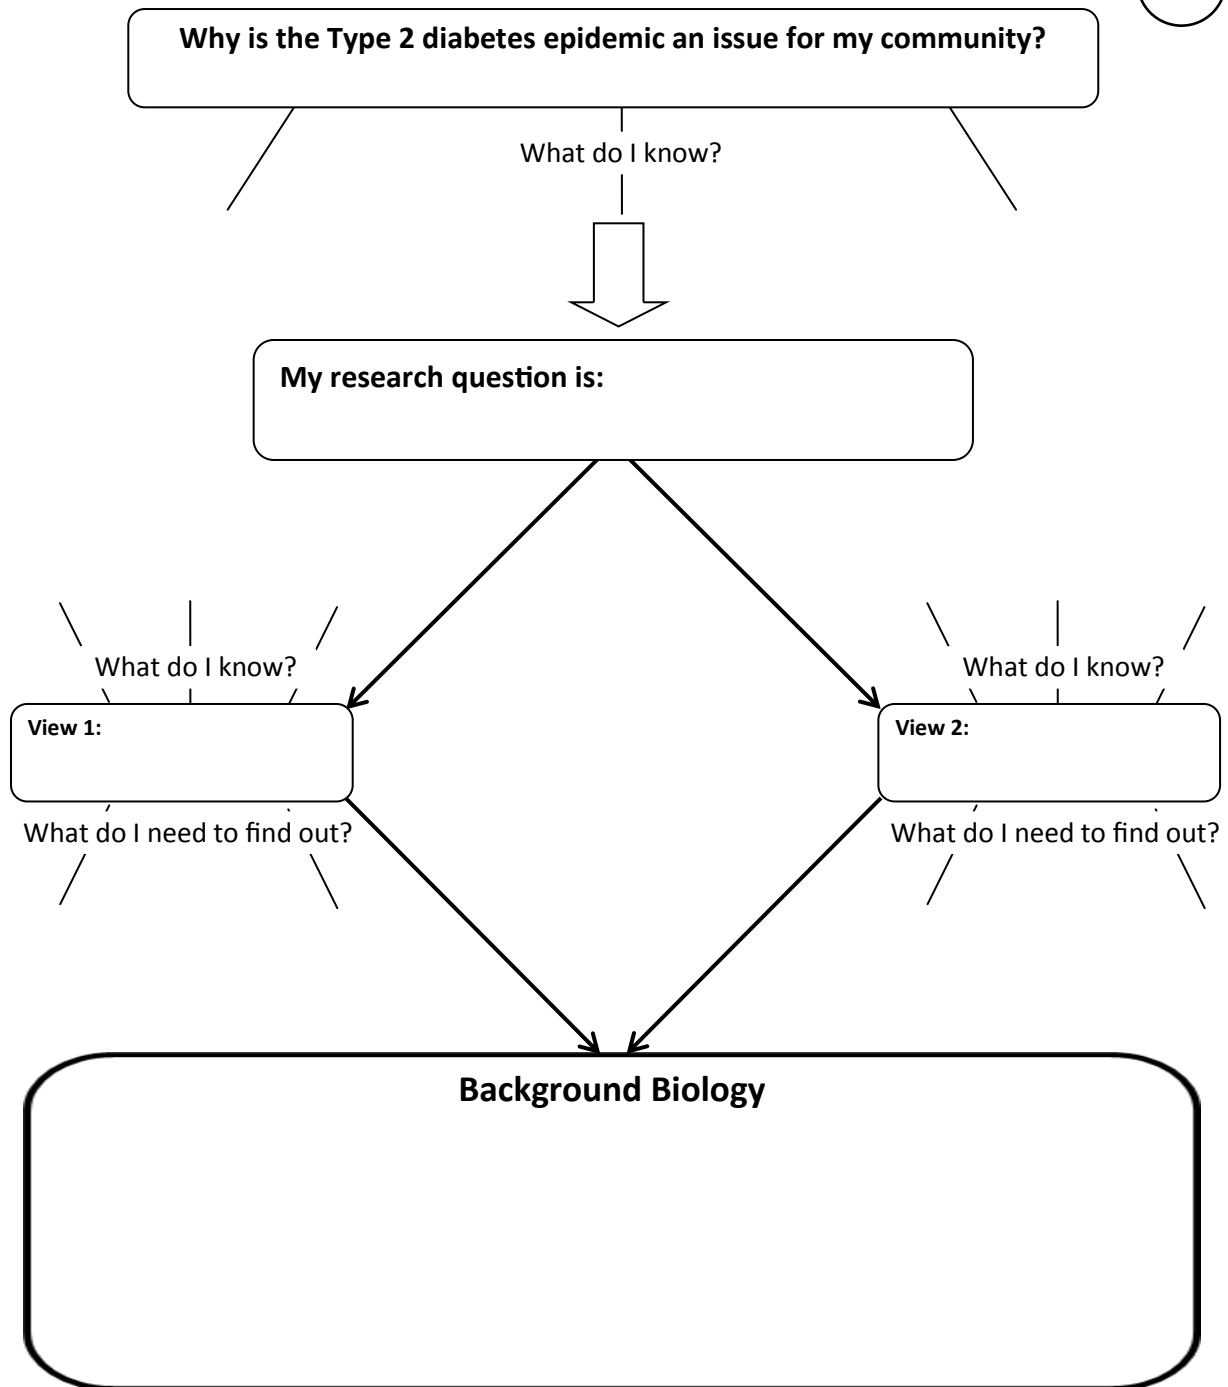 Why is the Type 2 diabetes epidemic an issue for my community?
What do I know?
My research question is:
What do I know?
What do I know?
View 1:
View 2:
What do I need to find out?
What do I need to find out?
Background Biology